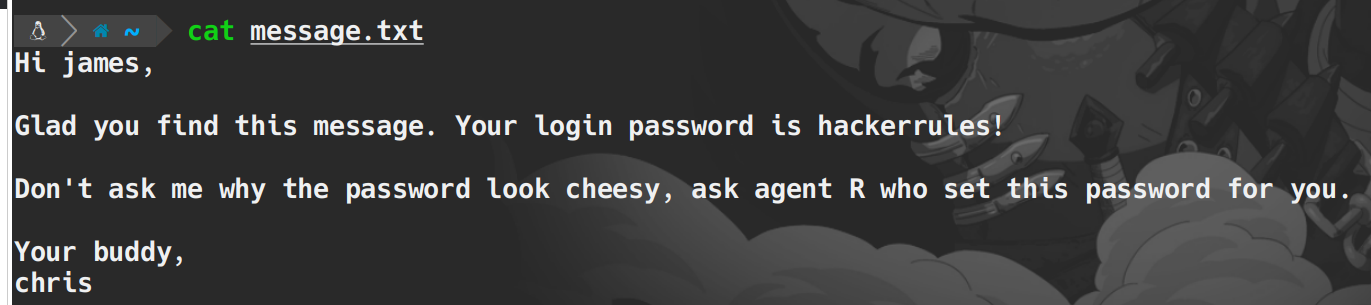 ~ cat message.txt
Hi james,
Glad you find this message. Your login password is hackerrules!
Don't ask me why the password look cheesy, ask agent R who set this password for you.
Your buddy,
chris